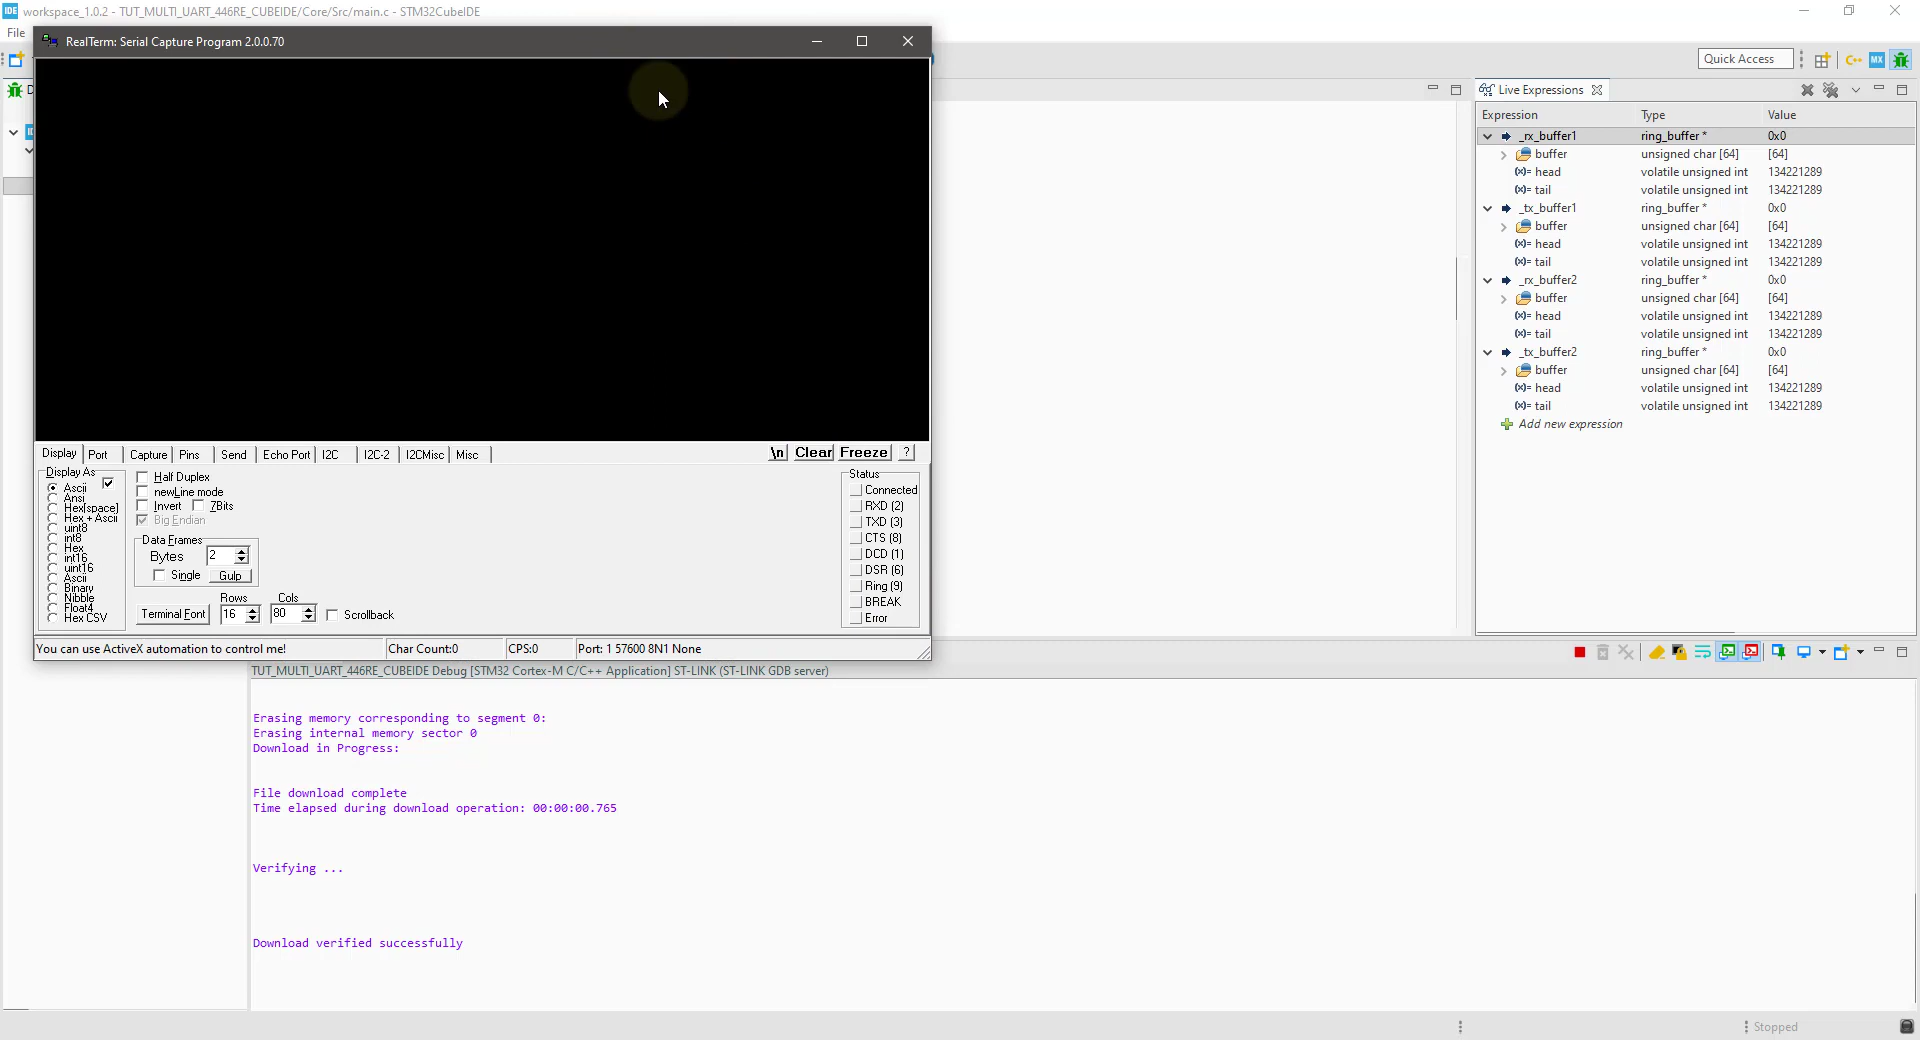 IDE workspace_1.0.2 - TUT_MULTI_UART_446RE_CUBEIDE/Core/Src/main.c - STM32CubeIDE
File
RealTerm: Serial Capture Program 2.0.0.70
Quick Access
MX
D
Live Expressions
Expression Type Value
_rx_buffer1 ring_buffer * 0x0
buffer unsigned char [64] [64]
(x)= head volatile unsigned int 134221289
(x)= tail volatile unsigned int 134221289
_tx_buffer1 ring_buffer * 0x0
buffer unsigned char [64] [64]
(x)= head volatile unsigned int 134221289
(x)= tail volatile unsigned int 134221289
_rx_buffer2 ring_buffer * 0x0
buffer unsigned char [64] [64]
(x)= head volatile unsigned int 134221289
(x)= tail volatile unsigned int 134221289
_tx_buffer2 ring_buffer * 0x0
buffer unsigned char [64] [64]
(x)= head volatile unsigned int 134221289
(x)= tail volatile unsigned int 134221289
Add new expression
Display Port Capture Pins Send Echo Port I2C I2C-2 I2CMisc Misc \n Clear Freeze ?
Display As
Ascii
Ansi
Hex[space]
Hex + Ascii
uint8
int8
Hex
int16
uint16
Ascii
Binary
Nibble
Float4
Hex CSV
Half Duplex
newLine mode
Invert 7Bits
Big Endian
Data Frames
Bytes 2
Single Gulp
Rows Cols
Terminal Font 16 80 Scrollback
Status
Connected
RXD (2)
TXD (3)
CTS (8)
DCD (1)
DSR (6)
Ring (9)
BREAK
Error
You can use ActiveX automation to control me! Char Count:0 CPS:0 Port: 1 57600 8N1 None
TUT_MULTI_UART_446RE_CUBEIDE Debug [STM32 Cortex-M C/C++ Application] ST-LINK (ST-LINK GDB server)
Erasing memory corresponding to segment 0:
Erasing internal memory sector 0
Download in Progress:
File download complete
Time elapsed during download operation: 00:00:00.765
Verifying ...
Download verified successfully
Stopped